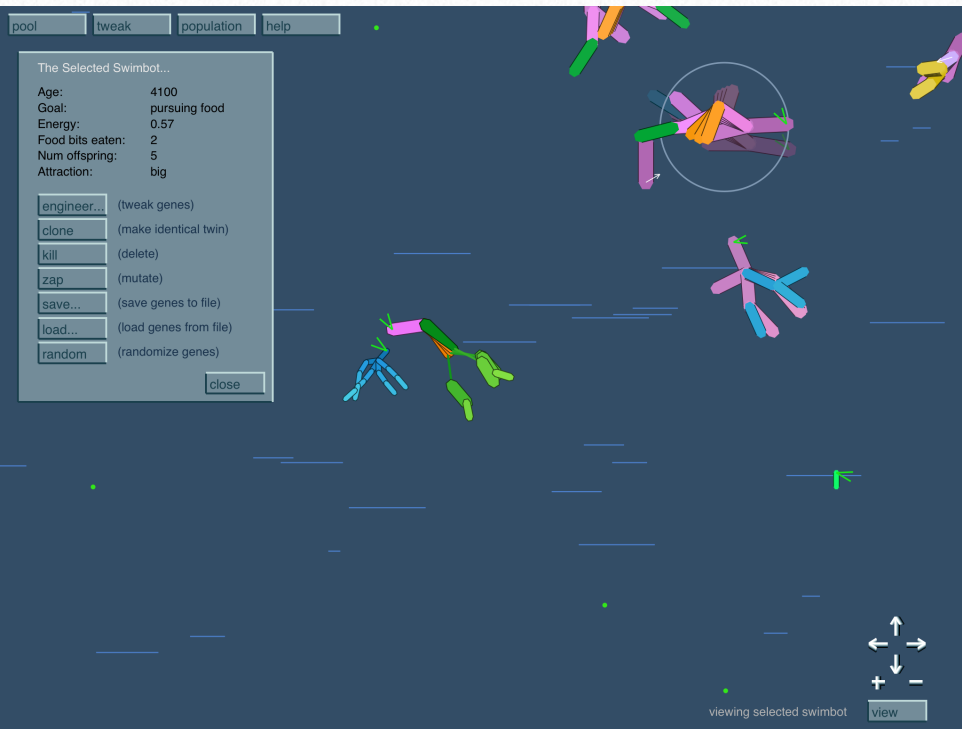 pool tweak population help
The Selected Swimbot...
Age: 4100
Goal: pursuing food
Energy: 0.57
Food bits eaten: 2
Num offspring: 5
Attraction: big
engineer... (tweak genes)
clone (make identical twin)
kill (delete)
zap (mutate)
save... (save genes to file)
load... (load genes from file)
random (randomize genes)
close
viewing selected swimbot view